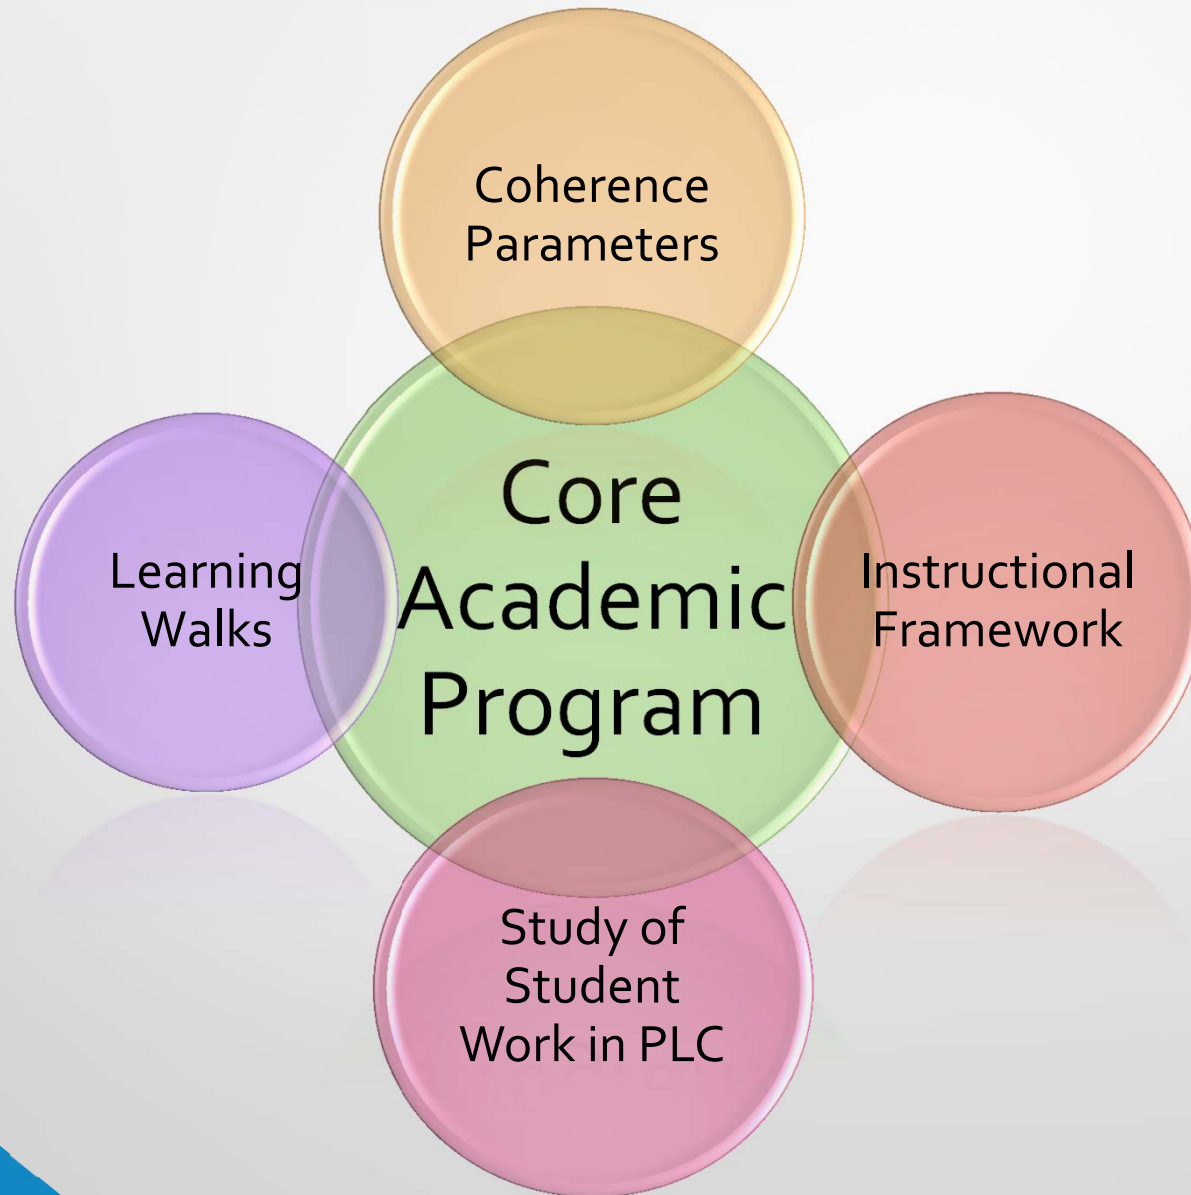 Coherence
Parameters
Core
Academic
Program
Learning
Walks
Instructional
Framework
Study of
Student
Work in PLC